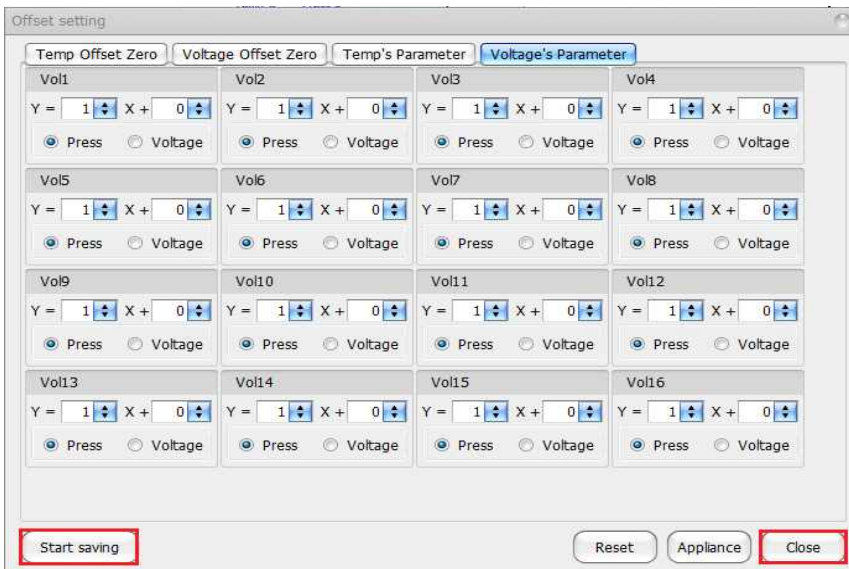 Offset setting
Temp Offset Zero Voltage Offset Zero Temp's Parameter Voltage's Parameter
Vol1 Vol2 Vol3 Vol4
Y = 1 X + 0 Y = 1 X + 0 Y = 1 X + 0 Y = 1 X + 0
Press Voltage Press Voltage Press Voltage Press Voltage
Vol5 Vol6 Vol7 Vol8
Y = 1 X + 0 Y = 1 X + 0 Y = 1 X + 0 Y = 1 X + 0
Press Voltage Press Voltage Press Voltage Press Voltage
Vol9 Vol10 Vol11 Vol12
Y = 1 X + 0 Y = 1 X + 0 Y = 1 X + 0 Y = 1 X + 0
Press Voltage Press Voltage Press Voltage Press Voltage
Vol13 Vol14 Vol15 Vol16
Y = 1 X + 0 Y = 1 X + 0 Y = 1 X + 0 Y = 1 X + 0
Press Voltage Press Voltage Press Voltage Press Voltage
Start saving Reset Appliance Close